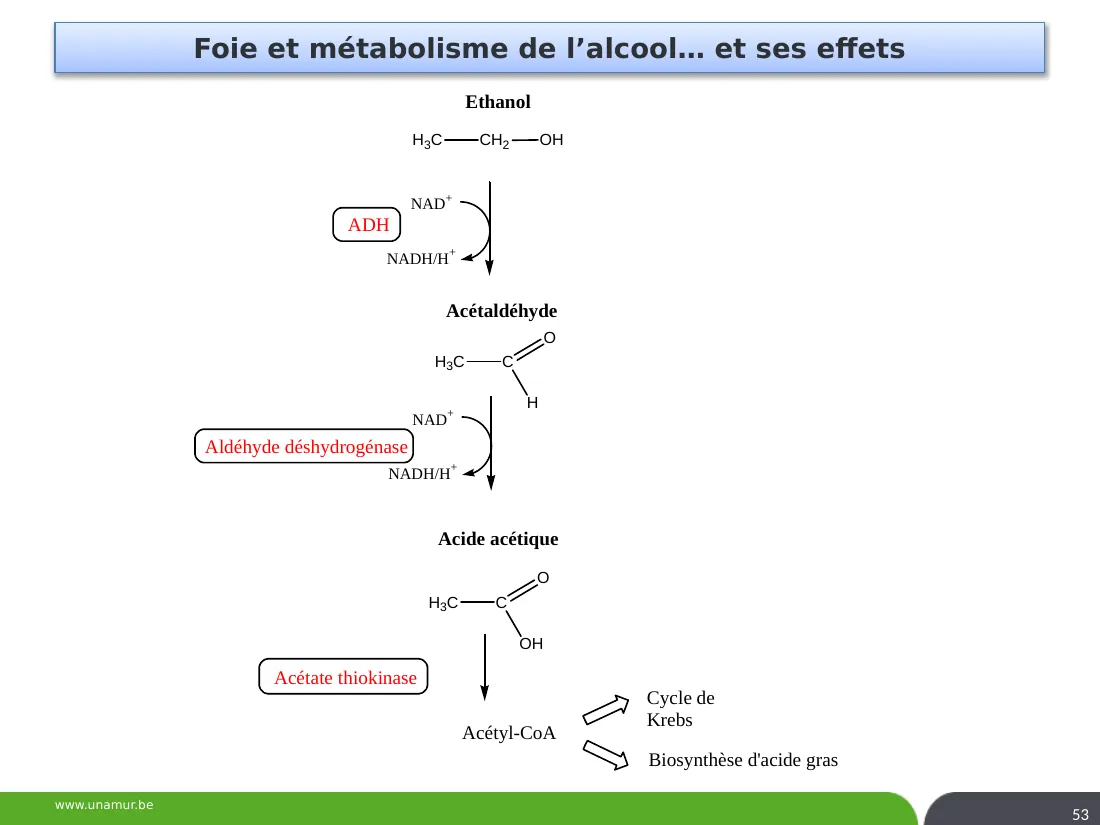 Foie et métabolisme de l’alcool… et ses effets
Ethanol
H3C CH2 OH
NAD+
ADH
NADH/H+
Acétaldéhyde
O
H3C C
H
NAD+
Aldéhyde déshydrogénase
NADH/H+
Acide acétique
O
H3C C
OH
Acétate thiokinase
Cycle de
Krebs
Acétyl-CoA
Biosynthèse d'acide gras
www.unamur.be
53